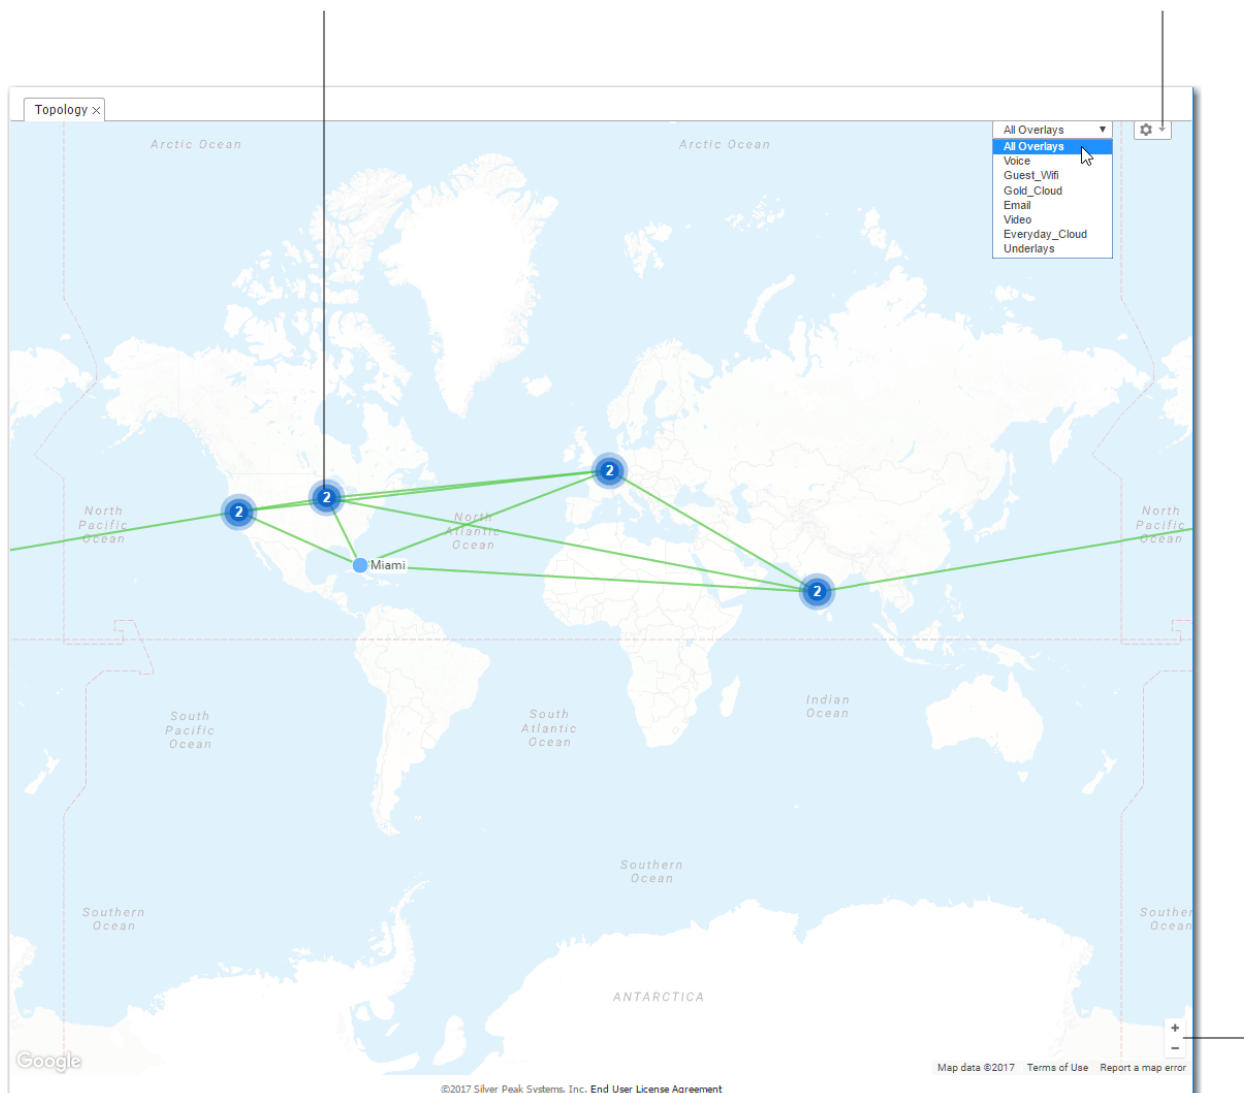 Topology ×
All Overlays
All Overlays
Voice
Guest_Wifi
Gold_Cloud
Email
Video
Everyday_Cloud
Underlays
Arctic Ocean
Arctic Ocean
2
2
2
2
Miami
North
Pacific
Ocean
North
Atlantic
Ocean
North
Pacific
Ocean
South
Pacific
Ocean
South
Atlantic
Ocean
Indian
Ocean
Southern
Ocean
Southern
Ocean
Souther
Ocean
ANTARCTICA
+
−
Google
Map data ©2017 Terms of Use Report a map error
©2017 Silver Peak Systems, Inc. End User License Agreement